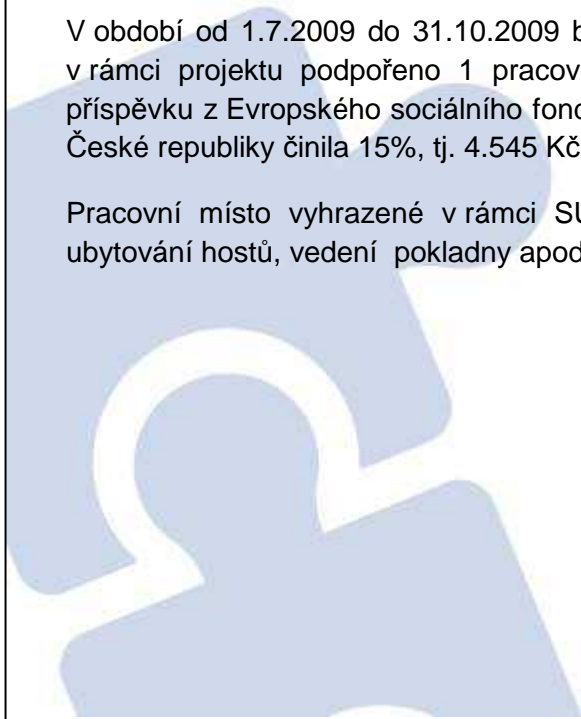 V období od 1.7.2009 do 31.10.2009
v rámci projektu podpořeno 1
příspěvku z Evropského sociálního
České republiky činila 15%, tj. 4.545 Kč
Pracovní místo vyhrazené v rámci
ubytování hostů, vedení pokladny